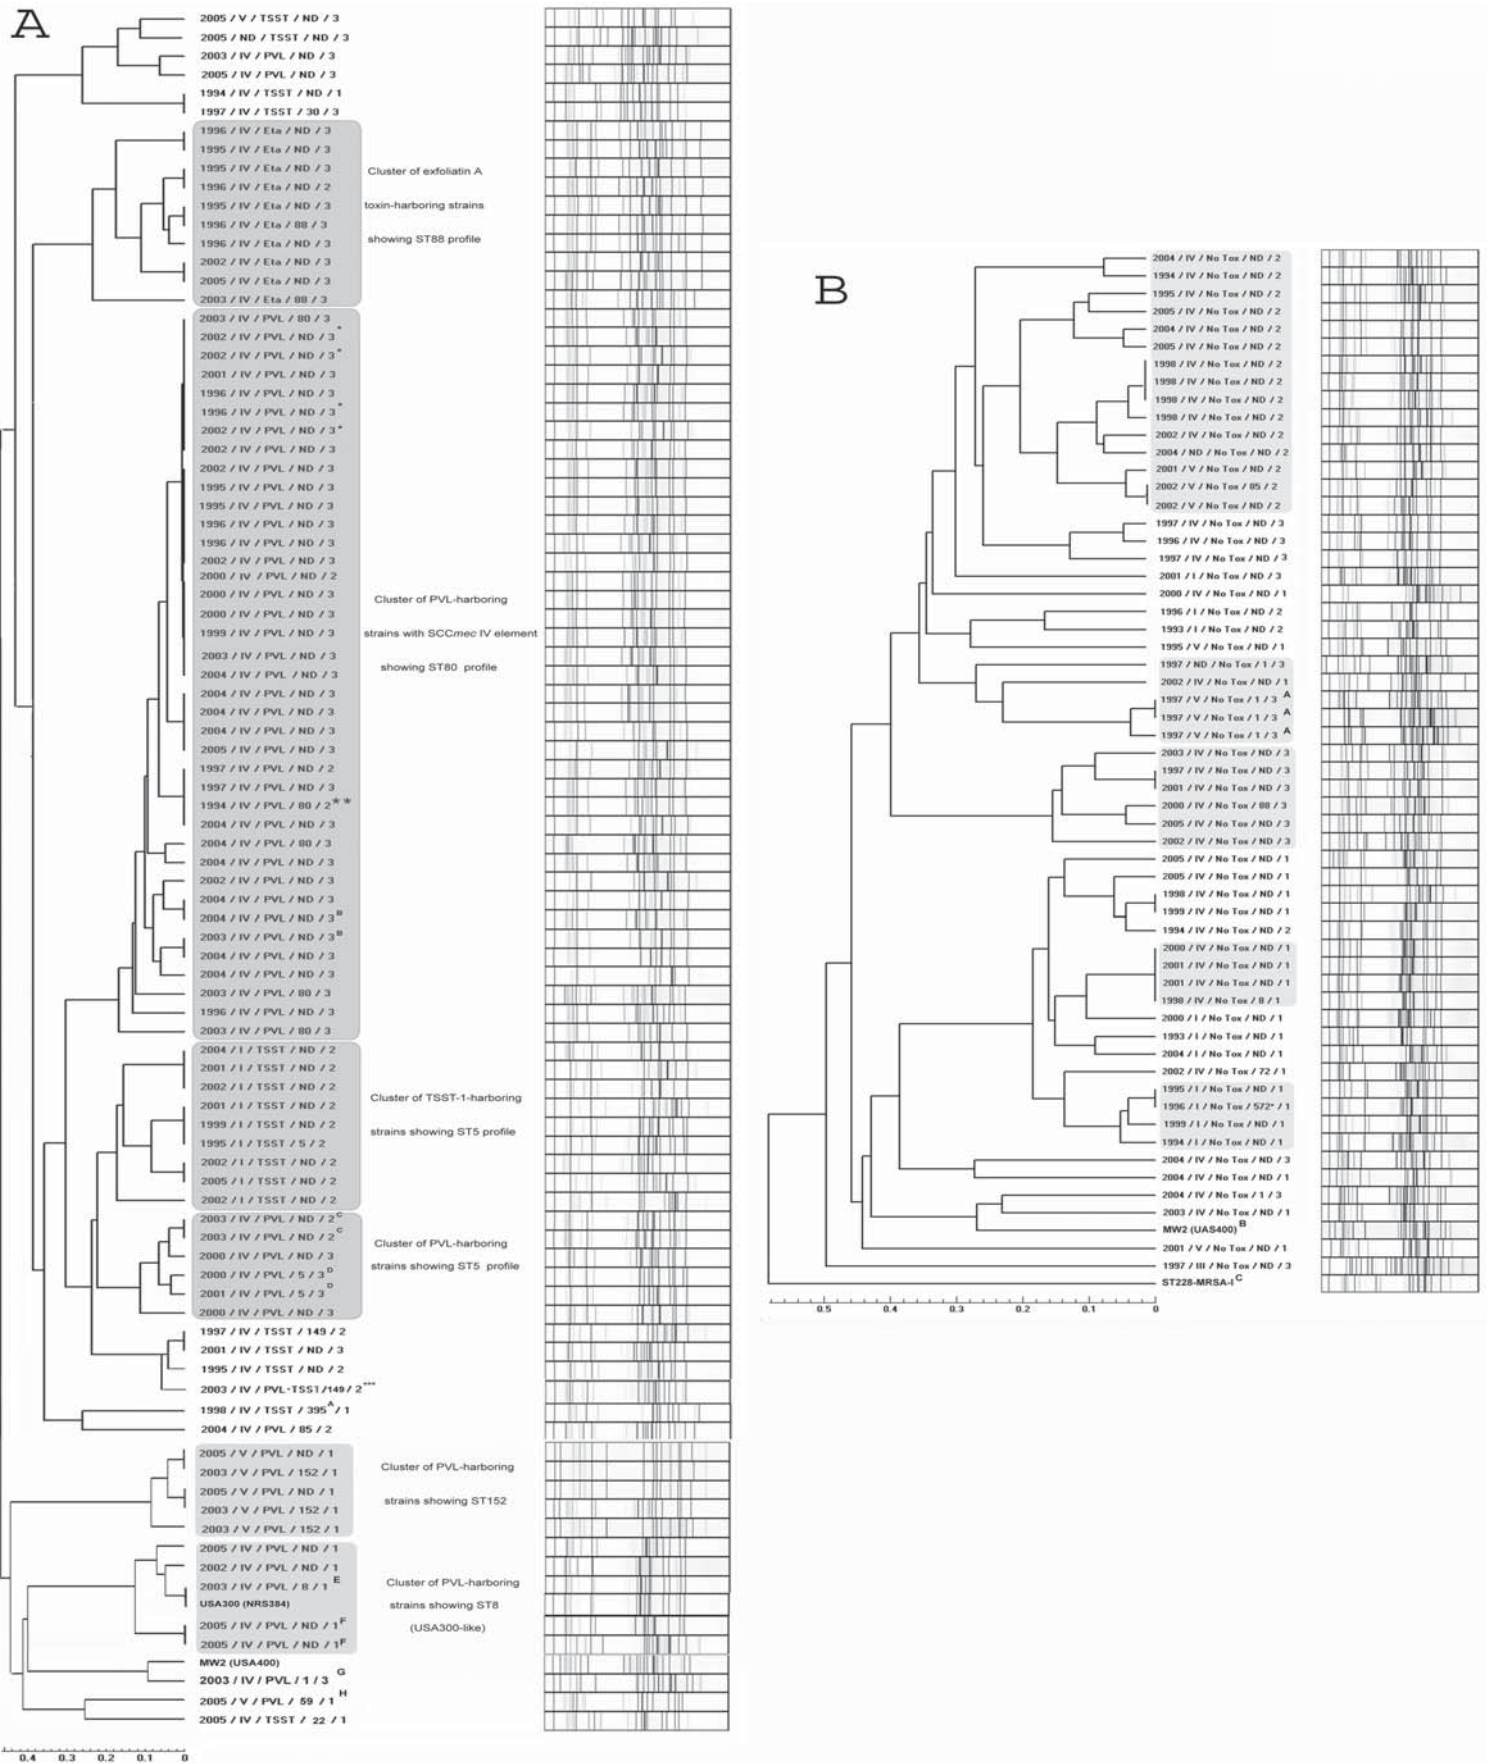 A
2005 / V / TSST / ND / 3
2005 / ND / TSST / ND / 3
2003 / IV / PVL / ND / 3
2005 / IV / PVL / ND / 3
1994 / IV / TSST / ND / 1
1997 / IV / TSST / 30 / 3
1996 / IV / Eta / ND / 3
1995 / IV / Eta / ND / 3
1995 / IV / Eta / ND / 3
Cluster of exfoliatin A
1996 / IV / Eta / ND / 2
1995 / IV / Eta / ND / 3
toxin-harboring strains
1996 / IV / Eta / 88 / 3
1996 / IV / Eta / ND / 3
showing ST88 profile
2002 / IV / Eta / ND / 3
2005 / IV / Eta / ND / 3
2003 / IV / Eta / 88 / 3
2003 / IV / PVL / 80 / 3
2002 / IV / PVL / ND / 3*
2002 / IV / PVL / ND / 3*
2001 / IV / PVL / ND / 3
1996 / IV / PVL / ND / 3
1996 / IV / PVL / ND / 3*
2002 / IV / PVL / ND / 3*
2002 / IV / PVL / ND / 3
2002 / IV / PVL / ND / 3
1995 / IV / PVL / ND / 3
1995 / IV / PVL / ND / 3
1996 / IV / PVL / ND / 3
1996 / IV / PVL / ND / 3
2002 / IV / PVL / ND / 3
2000 / IV / PVL / ND / 2
2000 / IV / PVL / ND / 3
Cluster of PVL-harboring
2000 / IV / PVL / ND / 3
1999 / IV / PVL / ND / 3
strains with SCCmec IV element
2003 / IV / PVL / ND / 3
showing ST80 profile
2004 / IV / PVL / ND / 3
2004 / IV / PVL / ND / 3
2004 / IV / PVL / ND / 3
2004 / IV / PVL / ND / 3
2005 / IV / PVL / ND / 3
1997 / IV / PVL / ND / 2
1997 / IV / PVL / ND / 3
1994 / IV / PVL / 80 / 2**
2004 / IV / PVL / ND / 3
2004 / IV / PVL / 80 / 3
2004 / IV / PVL / ND / 3
2002 / IV / PVL / ND / 3
2004 / IV / PVL / ND / 3
2004 / IV / PVL / ND / 3B
2003 / IV / PVL / ND / 3B
2004 / IV / PVL / ND / 3
2004 / IV / PVL / ND / 3
2003 / IV / PVL / 80 / 3
1996 / IV / PVL / ND / 3
2003 / IV / PVL / 80 / 3
2004 / I / TSST / ND / 2
2001 / I / TSST / ND / 2
2002 / I / TSST / ND / 2
Cluster of TSST-1-harboring
2001 / I / TSST / ND / 2
1999 / I / TSST / ND / 2
strains showing ST5 profile
1995 / I / TSST / 5 / 2
2002 / I / TSST / ND / 2
2005 / I / TSST / ND / 2
2002 / I / TSST / ND / 2
2003 / IV / PVL / ND / 2C
2003 / IV / PVL / ND / 2C
Cluster of PVL-harboring
2000 / IV / PVL / ND / 3
strains showing ST5 profile
2000 / IV / PVL / 5 / 3D
2001 / IV / PVL / 5 / 3D
2000 / IV / PVL / ND / 3
1997 / IV / TSST / 149 / 2
2001 / IV / TSST / ND / 3
1995 / IV / TSST / ND / 2
2003 / IV / PVL-TSST / 149 / 2***
1998 / IV / TSST / 395A / 1
2004 / IV / PVL / 85 / 2
2005 / V / PVL / ND / 1
Cluster of PVL-harboring
2003 / V / PVL / 152 / 1
2005 / V / PVL / ND / 1
strains showing ST152
2003 / V / PVL / 152 / 1
2003 / V / PVL / 152 / 1
2005 / IV / PVL / ND / 1
2002 / IV / PVL / ND / 1
Cluster of PVL-harboring
2003 / IV / PVL / 8 / 1 E
USA300 (NRS384)
strains showing ST8
2005 / IV / PVL / ND / 1F
(USA300-like)
2005 / IV / PVL / ND / 1F
MW2 (USA400)
2003 / IV / PVL / 1 / 3 G
2005 / V / PVL / 59 / 1 H
2005 / IV / TSST / 22 / 1
0.4 0.3 0.2 0.1 0
B
2004 / IV / No Tox / ND / 2
1994 / IV / No Tox / ND / 2
1995 / IV / No Tox / ND / 2
2005 / IV / No Tox / ND / 2
2004 / IV / No Tox / ND / 2
2005 / IV / No Tox / ND / 2
1998 / IV / No Tox / ND / 2
1998 / IV / No Tox / ND / 2
1998 / IV / No Tox / ND / 2
1998 / IV / No Tox / ND / 2
2002 / IV / No Tox / ND / 2
2004 / ND / No Tox / ND / 2
2001 / V / No Tox / ND / 2
2002 / V / No Tox / 85 / 2
2002 / V / No Tox / ND / 2
1997 / IV / No Tox / ND / 3
1996 / IV / No Tox / ND / 3
1997 / IV / No Tox / ND / 3
2001 / I / No Tox / ND / 3
2000 / IV / No Tox / ND / 1
1996 / I / No Tox / ND / 2
1993 / I / No Tox / ND / 2
1995 / V / No Tox / ND / 1
1997 / ND / No Tox / 1 / 3
2002 / IV / No Tox / ND / 1
1997 / V / No Tox / 1 / 3 A
1997 / V / No Tox / 1 / 3 A
1997 / V / No Tox / 1 / 3 A
2003 / IV / No Tox / ND / 3
1997 / IV / No Tox / ND / 3
2001 / IV / No Tox / ND / 3
2000 / IV / No Tox / 88 / 3
2005 / IV / No Tox / ND / 3
2002 / IV / No Tox / ND / 3
2005 / IV / No Tox / ND / 1
2005 / IV / No Tox / ND / 1
1998 / IV / No Tox / ND / 1
1999 / IV / No Tox / ND / 1
1994 / IV / No Tox / ND / 2
2000 / IV / No Tox / ND / 1
2001 / IV / No Tox / ND / 1
2001 / IV / No Tox / ND / 1
1998 / IV / No Tox / 8 / 1
2000 / I / No Tox / ND / 1
1993 / I / No Tox / ND / 1
2004 / I / No Tox / ND / 1
2002 / IV / No Tox / 72 / 1
1995 / I / No Tox / ND / 1
1996 / I / No Tox / 572* / 1
1999 / I / No Tox / ND / 1
1994 / I / No Tox / ND / 1
2004 / IV / No Tox / ND / 3
2004 / IV / No Tox / ND / 1
2004 / IV / No Tox / 1 / 3
2003 / IV / No Tox / ND / 1
MW2 (UAS400)B
2001 / V / No Tox / ND / 1
1997 / III / No Tox / ND / 3
ST228-MRSA-I C
0.5 0.4 0.3 0.2 0.1 0